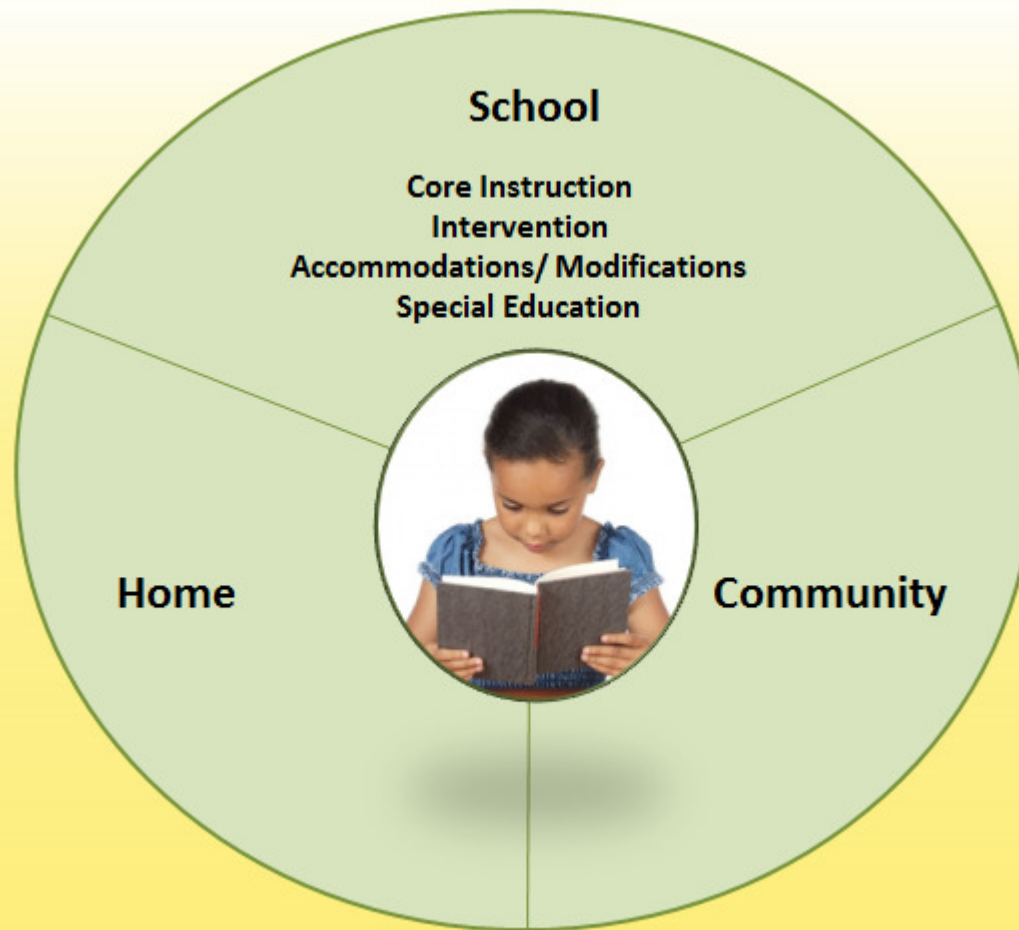 School
Core Instruction
Intervention
Accommodations/ Modifications
Special Education
Home
Community